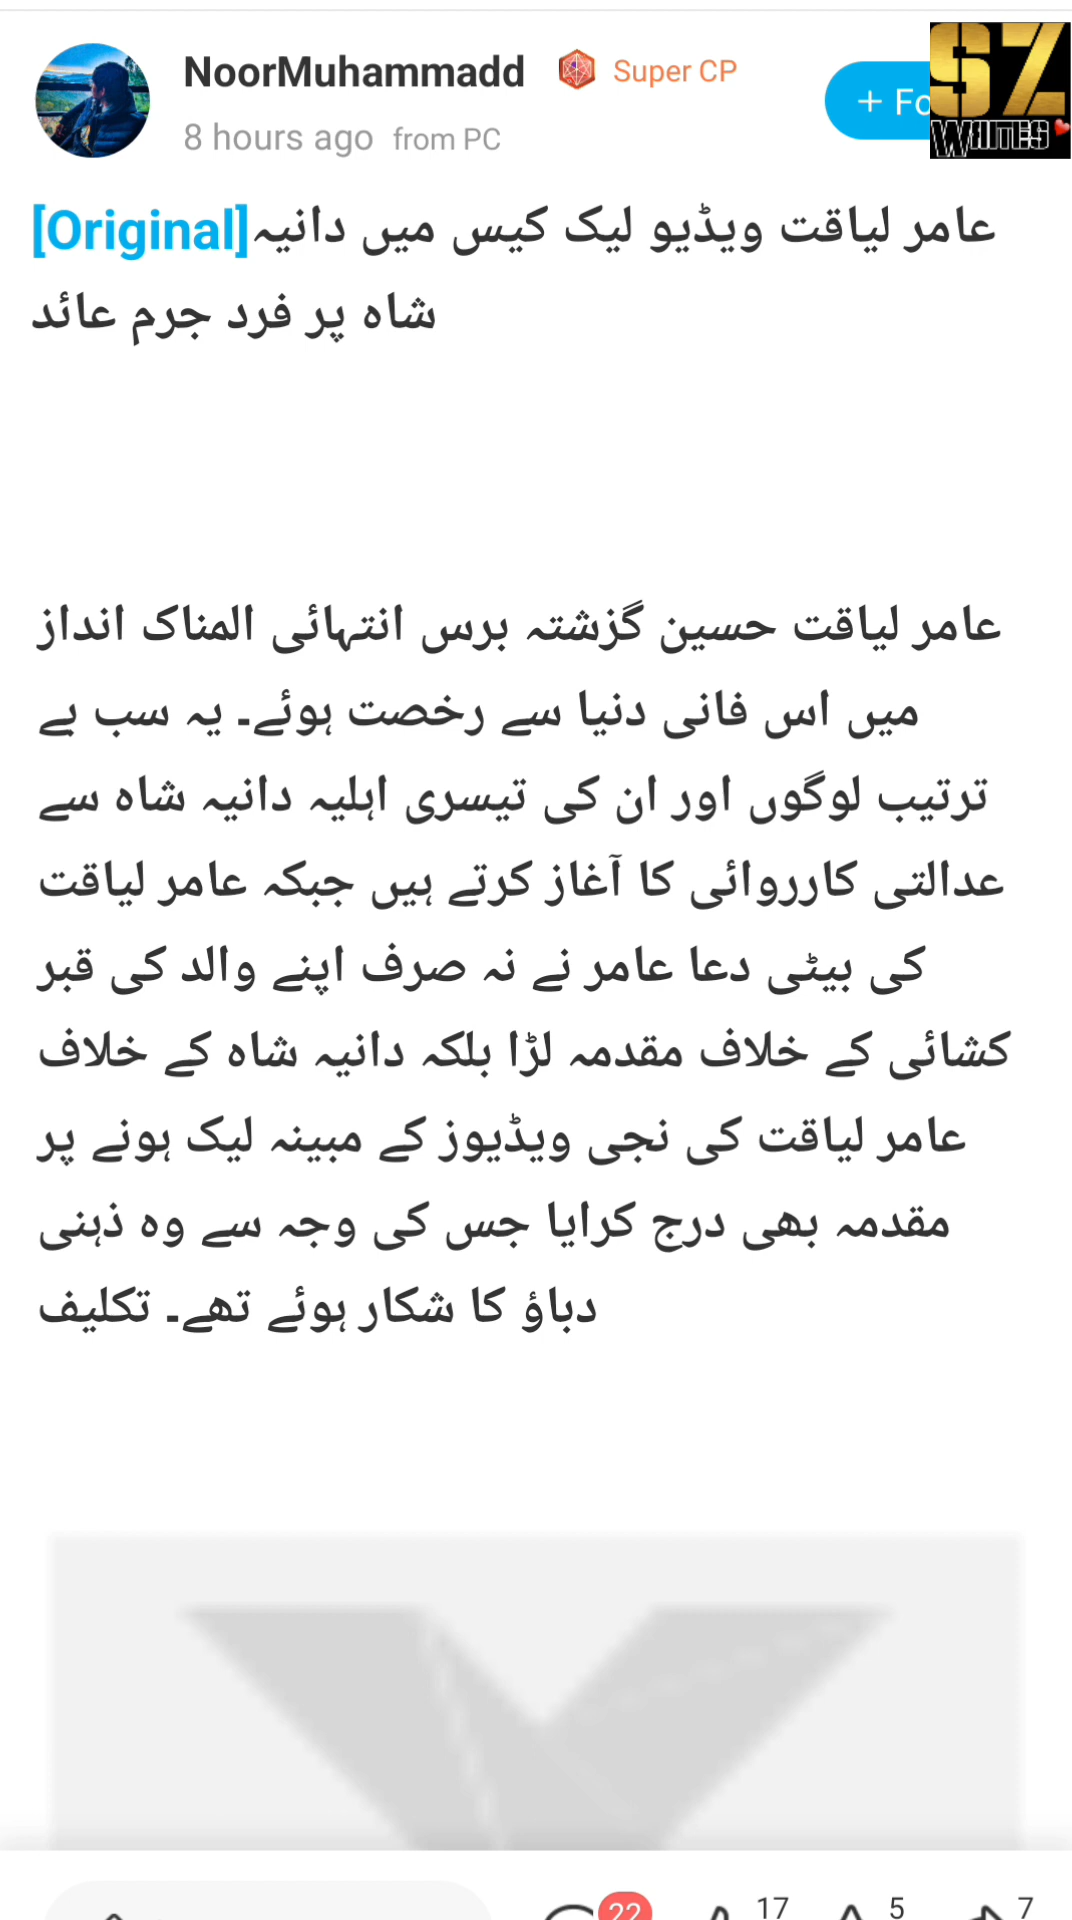 NoorMuhammadd Super CP
8 hours ago from PC
+ Fo
SZ
WRITES
[Original]عامر لیاقت ویڈیو لیک کیس میں دانیہ
شاہ پر فرد جرم عائد
عامر لیاقت حسین گزشتہ برس انتہائی المناک انداز
میں اس فانی دنیا سے رخصت ہوئے۔ یہ سب بے
ترتیب لوگوں اور ان کی تیسری اہلیہ دانیہ شاہ سے
عدالتی کارروائی کا آغاز کرتے ہیں جبکہ عامر لیاقت
کی بیٹی دعا عامر نے نہ صرف اپنے والد کی قبر
کشائی کے خلاف مقدمہ لڑا بلکہ دانیہ شاہ کے خلاف
عامر لیاقت کی نجی ویڈیوز کے مبینہ لیک ہونے پر
مقدمہ بھی درج کرایا جس کی وجہ سے وہ ذہنی
دباؤ کا شکار ہوئے تھے۔ تکلیف
22 17 5 7